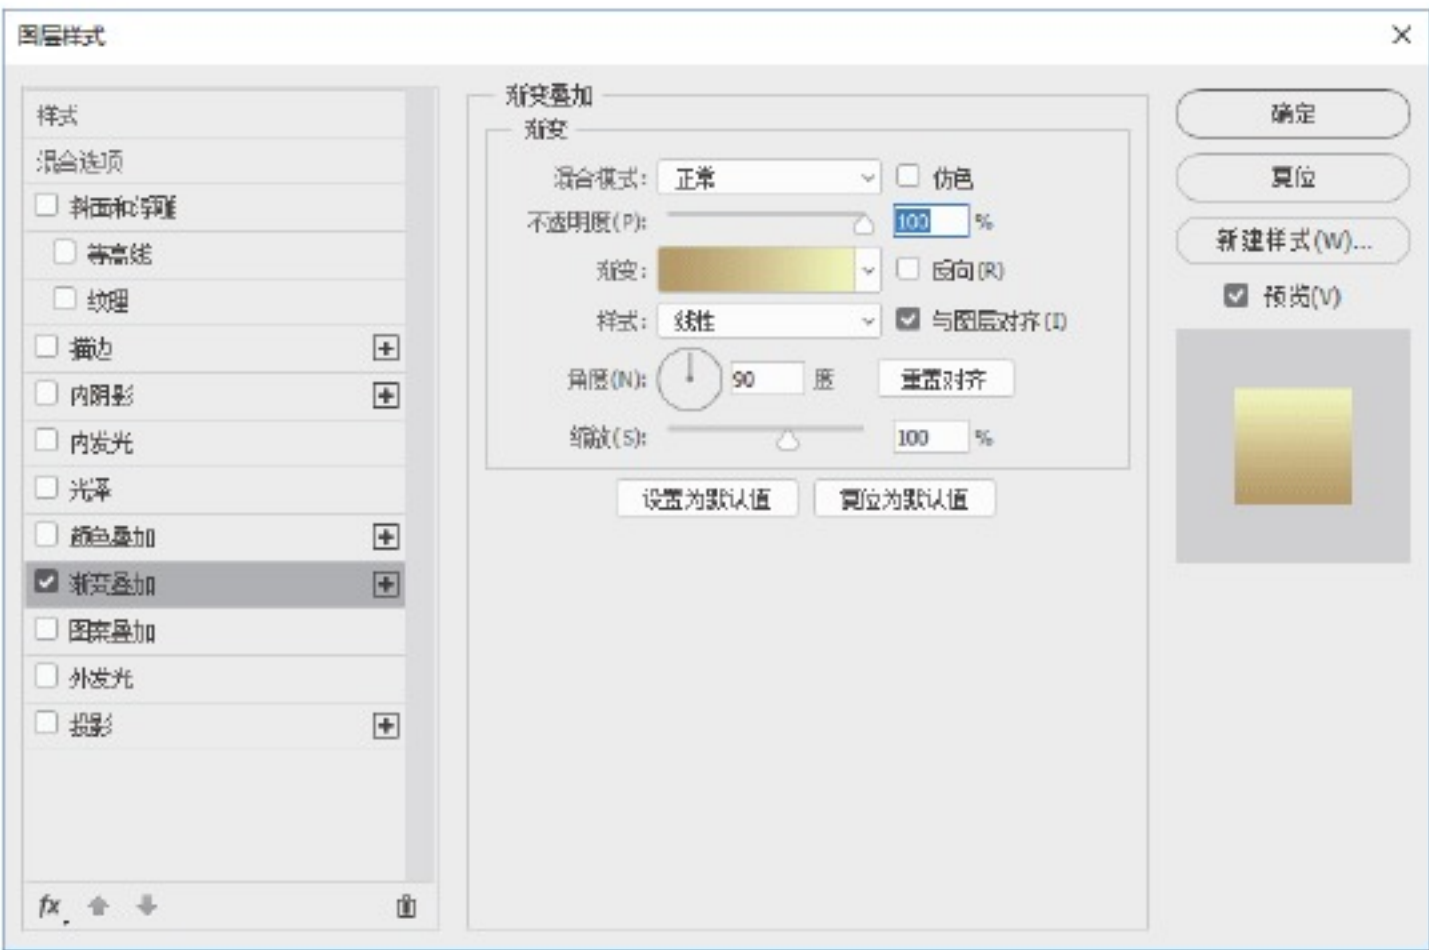 图层样式
样式
混合选项
斜面和浮雕
等高线
纹理
描边
内阴影
内发光
光泽
颜色叠加
渐变叠加
图案叠加
外发光
投影
fx
渐变叠加
渐变
混合模式: 正常 仿色
不透明度(P): 100 %
渐变: 反向(R)
样式: 线性 与图层对齐(I)
角度(N): 90 度 重置对齐
缩放(S): 100 %
设置为默认值 复位为默认值
确定
复位
新建样式(W)...
预览(V)